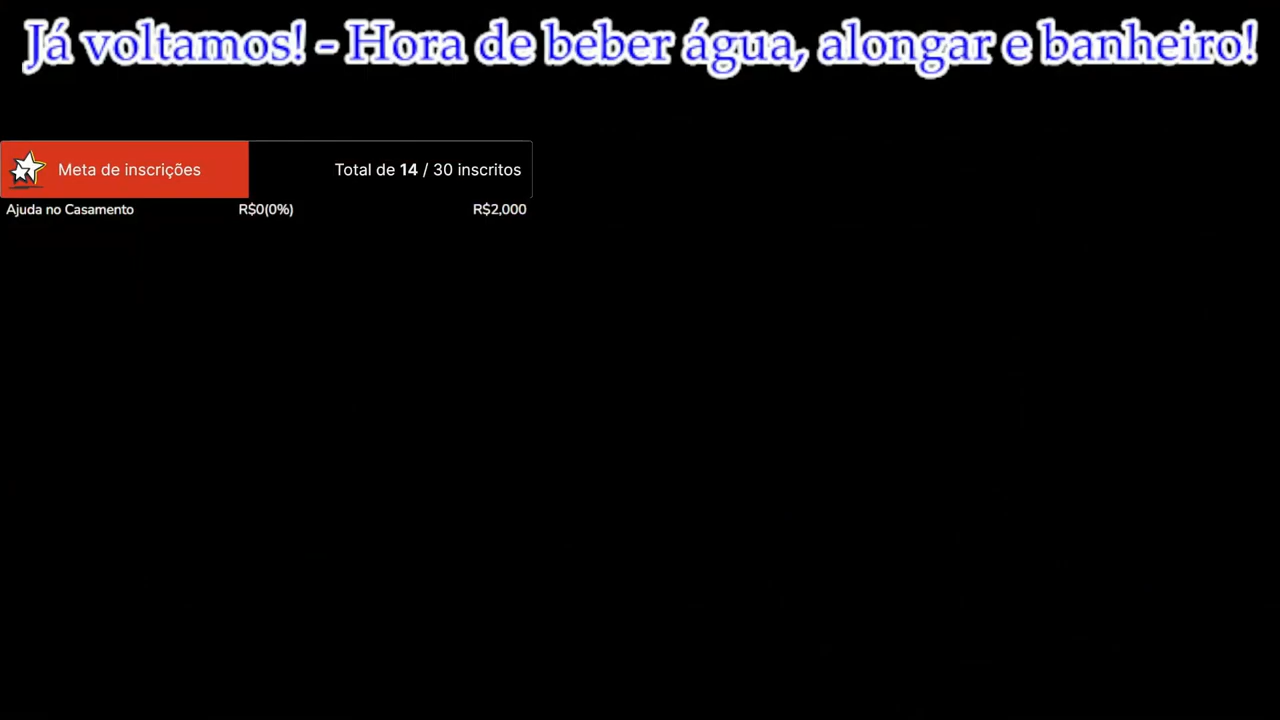 Já voltamos! - Hora de beber água, alongar e banheiro!
Meta de inscrições Total de 14 / 30 inscritos
Ajuda no Casamento R$0(0%) R$2,000